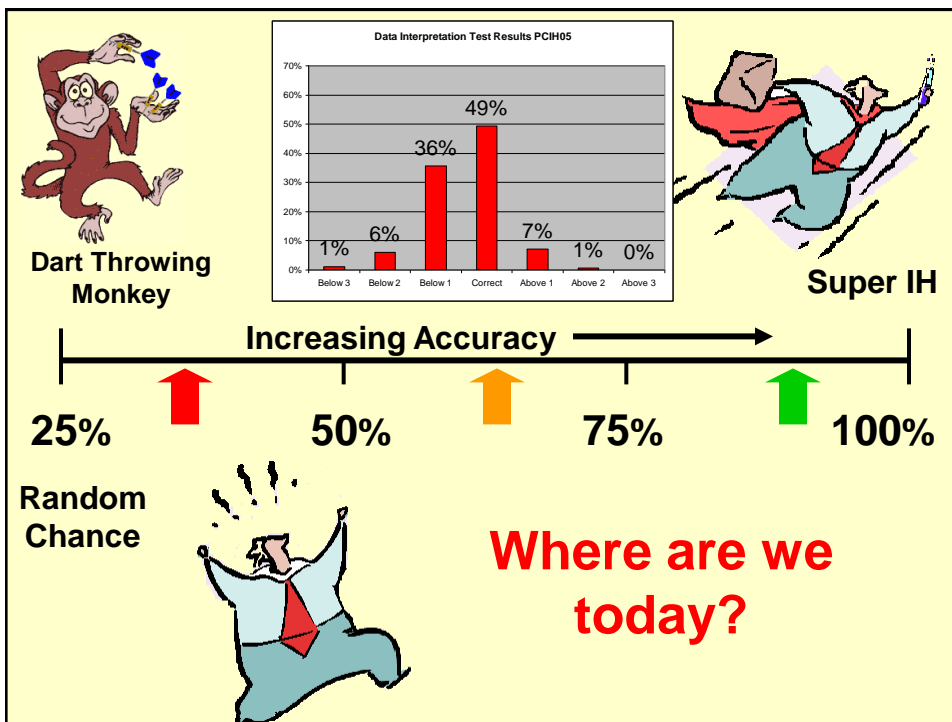 Data Interpretation Test Results PCIH05
70%
60%
50%
40%
30%
20%
10%
0%
1%
6%
36%
49%
7%
1%
0%
Below 3 Below 2 Below 1 Correct Above 1 Above 2 Above 3
Dart Throwing
Monkey
Super IH
Increasing Accuracy
25% 50% 75% 100%
Random
Chance
Where are we
today?